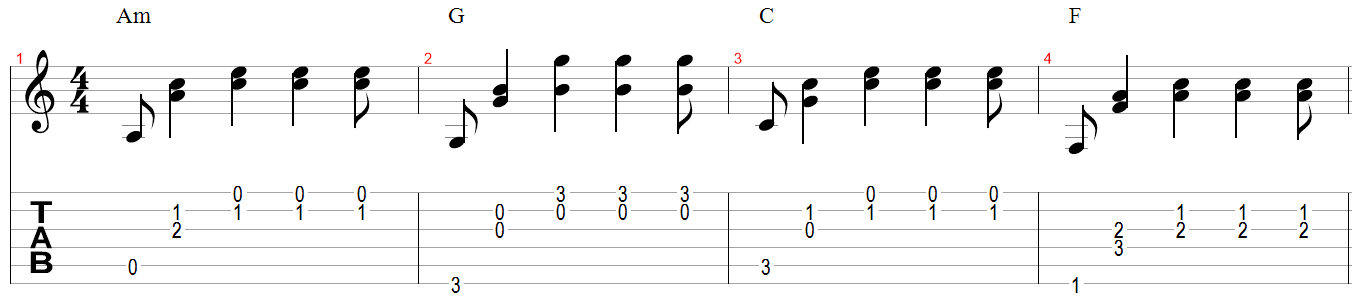 Am G C F
1 4/4 2 3 4
0 0 0 3 3 3 0 0 0
T 1 1 1 1 0 0 0 0 1 1 1 1 1 1 1
A 2 0 0 2 2 2 2
3
B 0 3
3 1